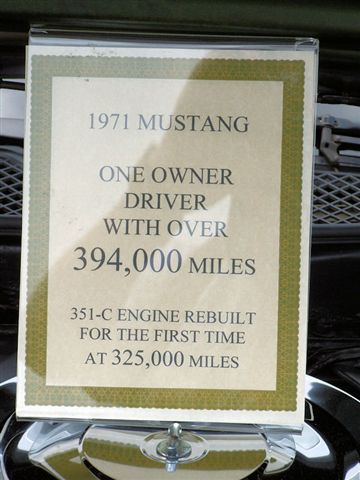 1971 MUSTANG
ONE OWNER
DRIVER
WITH OVER
394,000 MILES
351-C ENGINE REBUILT
FOR THE FIRST TIME
AT 325,000 MILES